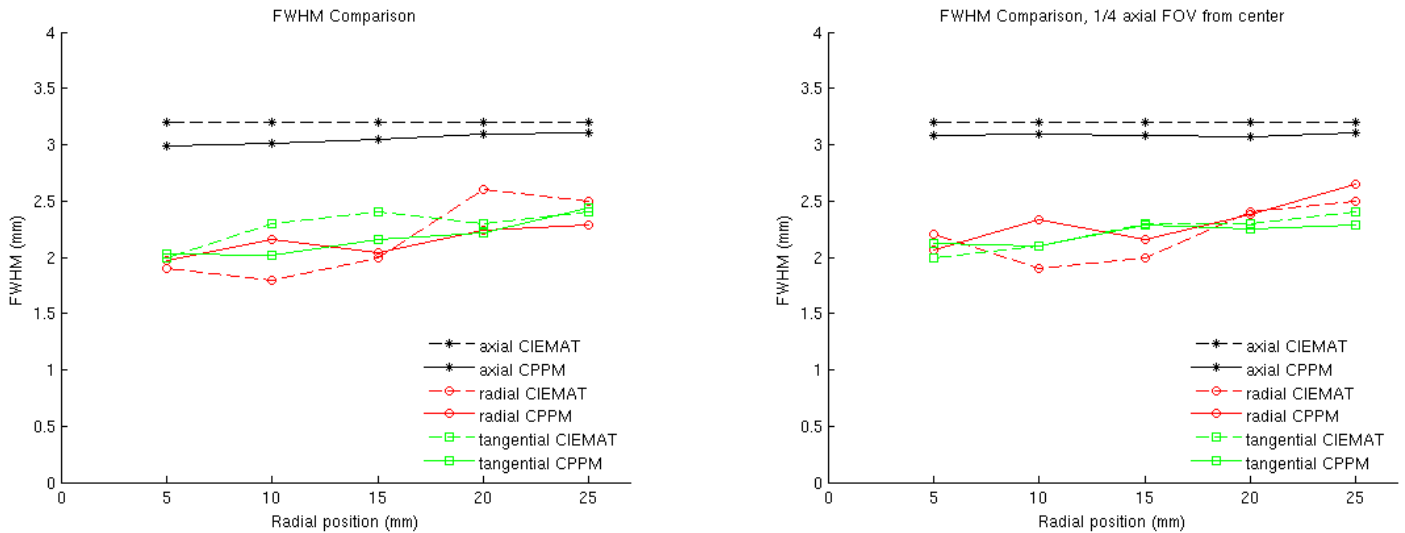 FWHM Comparison
4
3.5
3
2.5
2
1.5
1
0.5
0
FWHM (mm)
axial CIEMAT
axial CPPM
radial CIEMAT
radial CPPM
tangential CIEMAT
tangential CPPM
0 5 10 15 20 25
Radial position (mm)
FWHM Comparison, 1/4 axial FOV from center
4
3.5
3
2.5
2
1.5
1
0.5
0
FWHM (mm)
axial CIEMAT
axial CPPM
radial CIEMAT
radial CPPM
tangential CIEMAT
tangential CPPM
0 5 10 15 20 25
Radial position (mm)